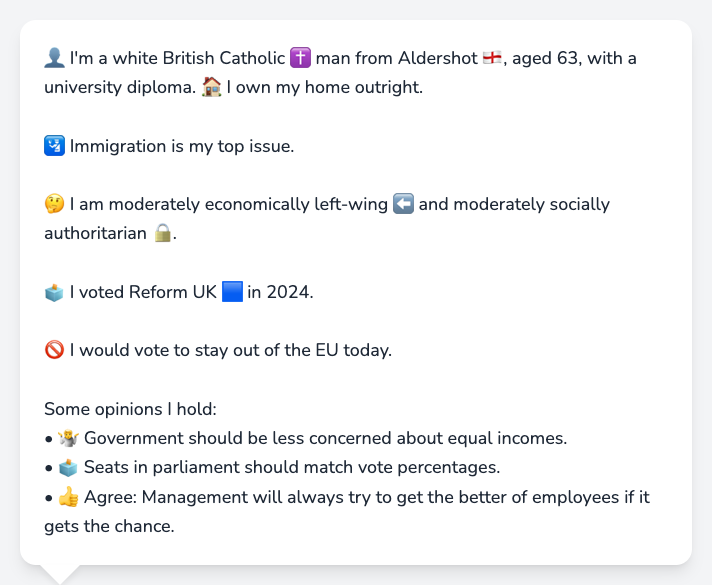 👤 I'm a white British Catholic ✝️ man from Aldershot 🏴󠁧󠁢󠁥󠁮󠁧󠁿, aged 63, with a
university diploma. 🏠 I own my home outright.
🛂 Immigration is my top issue.
🤔 I am moderately economically left-wing ⬅️ and moderately socially
authoritarian 🔒.
🗳️ I voted Reform UK 🟦 in 2024.
🚫 I would vote to stay out of the EU today.
Some opinions I hold:
• 🤷 Government should be less concerned about equal incomes.
• 🗳️ Seats in parliament should match vote percentages.
• 👍 Agree: Management will always try to get the better of employees if it
gets the chance.